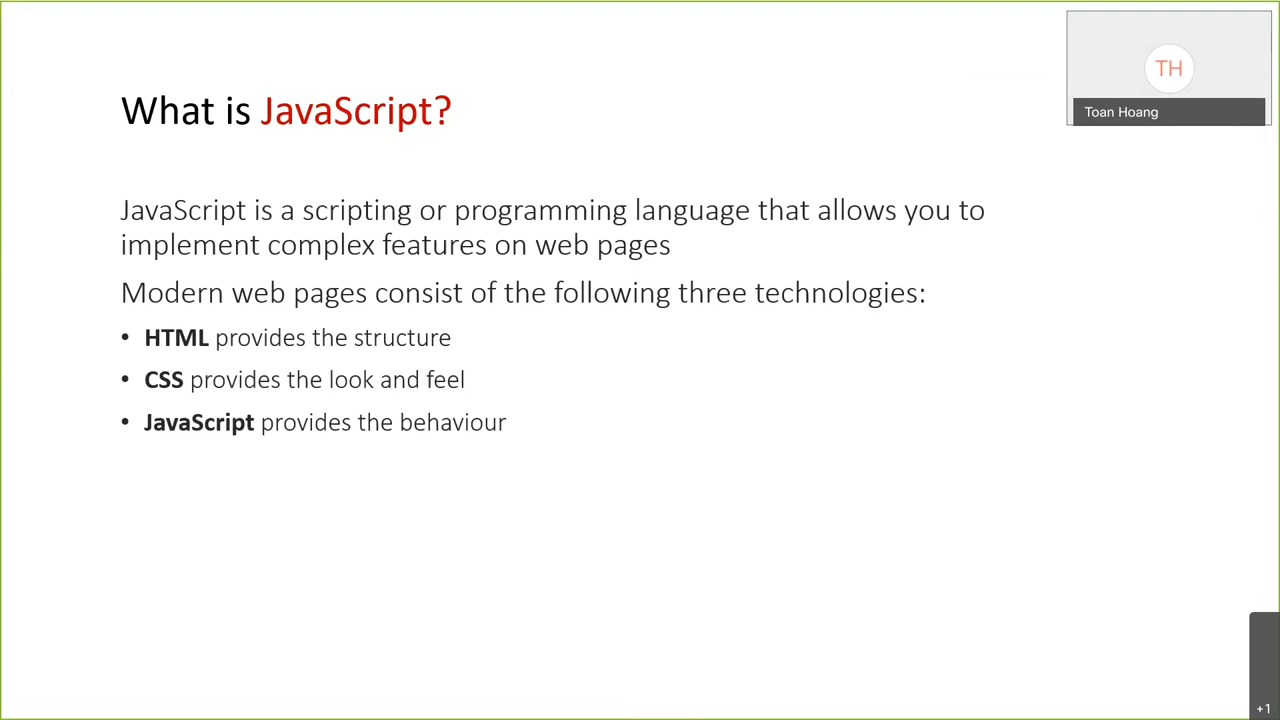 What is JavaScript?
TH
Toan Hoang
JavaScript is a scripting or programming language that allows you to
implement complex features on web pages
Modern web pages consist of the following three technologies:
• HTML provides the structure
• CSS provides the look and feel
• JavaScript provides the behaviour
+1